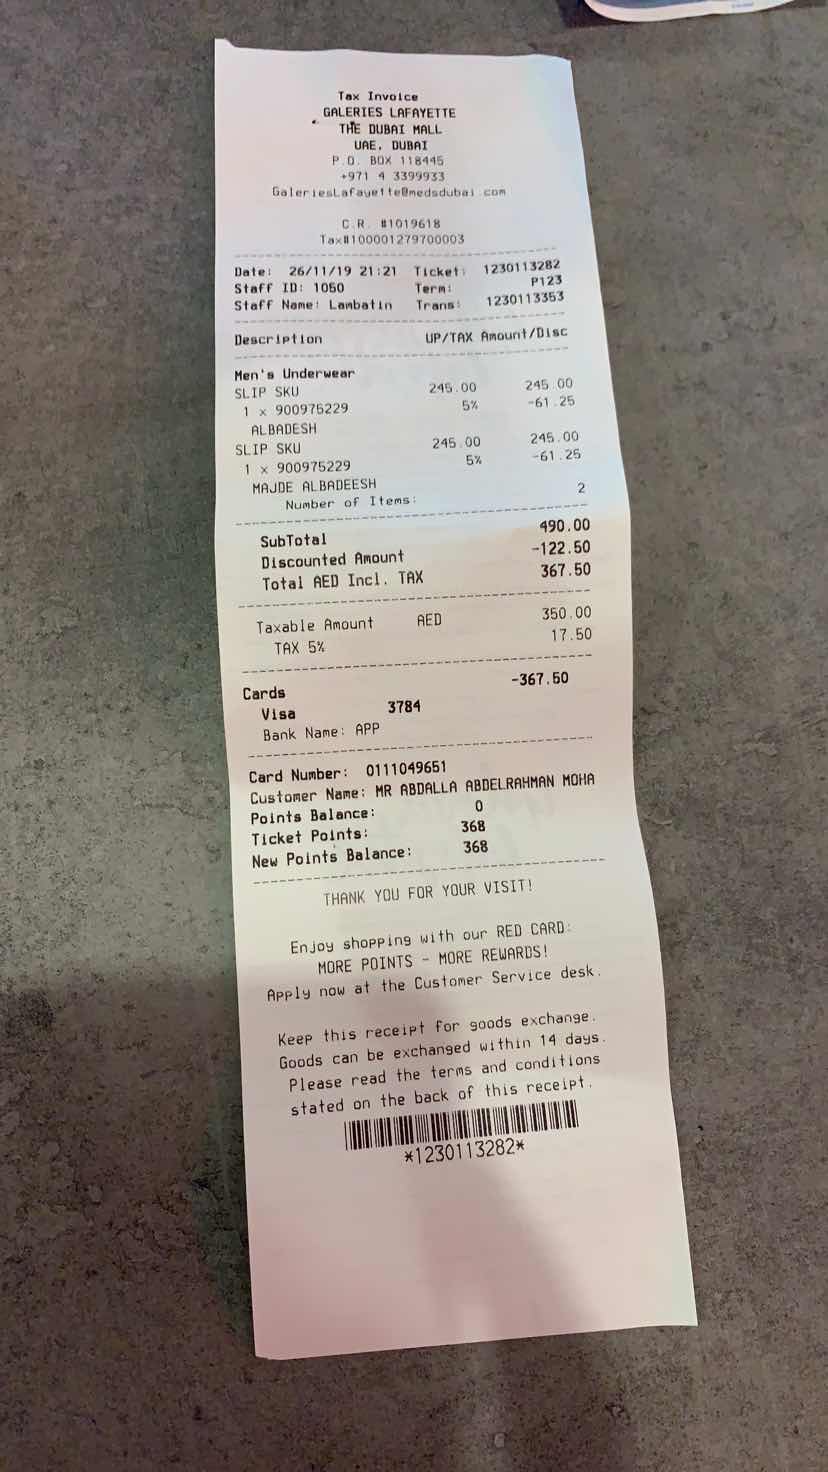 Tax Invoice
GALERIES LAFAYETTE
THE DUBAI MALL
UAE, DUBAI
P.O. BOX 118445
+971 4 3399933
GaleriesLafayette@medsdubai.com
C.R. #1019618
Tax#100001279700003
Date: 26/11/19 21:21 Ticket: 1230113282
Staff ID: 1050 Term: P123
Staff Name: Lambatin Trans: 1230113353
Description UP/TAX Amount/Disc
Men's Underwear
SLIP SKU 245.00 245.00
1 x 900975229 5% -61.25
ALBADESH
SLIP SKU 245.00 245.00
1 x 900975229 5% -61.25
MAJDE ALBADEESH
Number of Items: 2
SubTotal 490.00
Discounted Amount -122.50
Total AED Incl. TAX 367.50
Taxable Amount AED 350.00
TAX 5% 17.50
Cards -367.50
Visa 3784
Bank Name: APP
Card Number: 0111049651
Customer Name: MR ABDALLA ABDELRAHMAN MOHA
Points Balance: 0
Ticket Points: 368
New Points Balance: 368
THANK YOU FOR YOUR VISIT!
Enjoy shopping with our RED CARD:
MORE POINTS - MORE REWARDS!
Apply now at the Customer Service desk.
Keep this receipt for goods exchange.
Goods can be exchanged within 14 days.
Please read the terms and conditions
stated on the back of this receipt.
*1230113282*